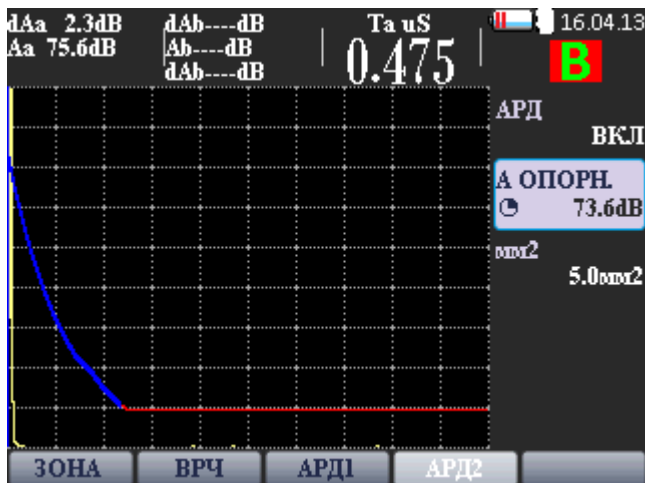 dAa 2.3dB dAb----dB Ta uS 16.04.13
Aa 75.6dB Ab----dB 0.475 B
dAb----dB
АРД
ВКЛ
А ОПОРН.
73.6dB
мм2
5.0мм2
ЗОНА ВРЧ АРД1 АРД2